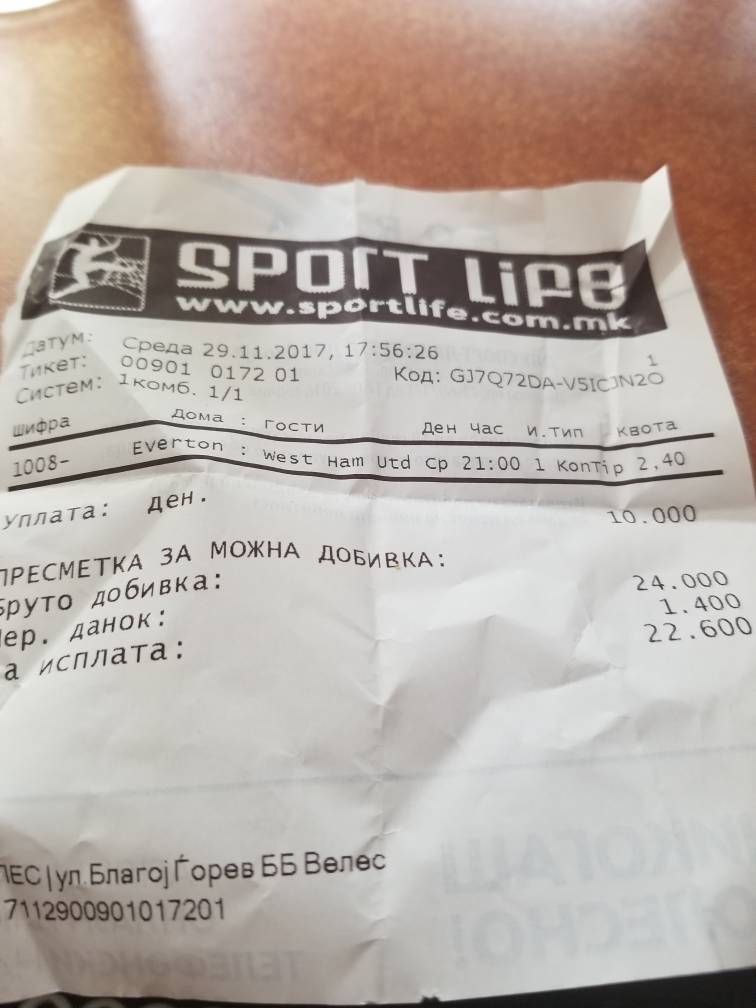 SPORT LiFe
www.sportlife.com.mk
Датум: Среда 29.11.2017, 17:56:26 1
Тикет: 00901 0172 01 Код: GJ7Q72DA-V5ICJN2O
Систем: 1комб. 1/1
шифра Дома : Гости Ден Час И.Тип Квота
1008- Everton : West Ham Utd Ср 21:00 1 КонТip 2,40
Уплата: ден. 10.000
ПРЕСМЕТКА ЗА МОЖНА ДОБИВКА:
Бруто добивка: 24.000
Пер. данок: 1.400
а исплата: 22.600
ЛЕС|ул.Благој Ѓорев ББ Велес
7112900901017201